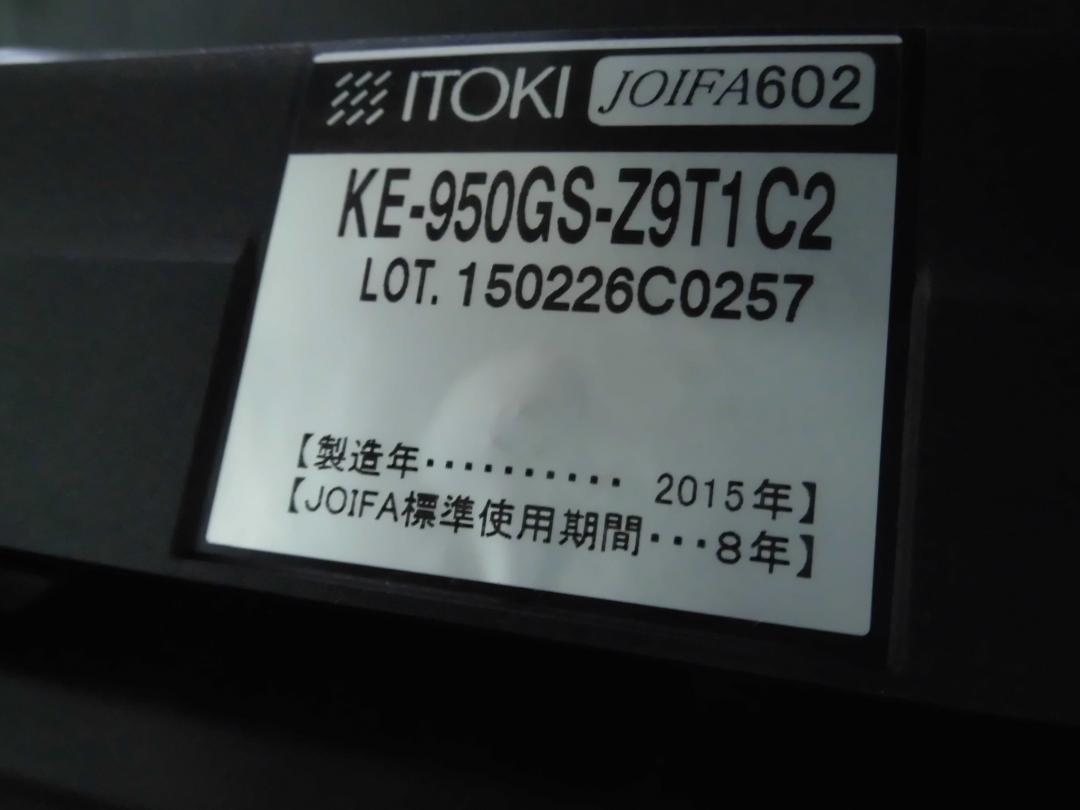 ITOKI JOIFA602
KE-950GS-Z9T1C2
LOT. 150226C0257
【製造年・・・・・・・・・・ 2015年】
【JOIFA標準使用期間・・・8年】